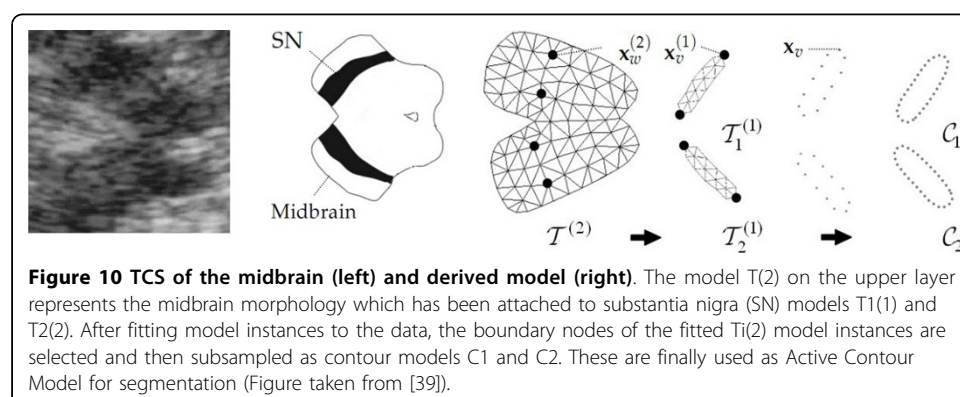 SN
Midbrain
x_w^(2)
x_v^(1)
x_v
T_1^(1)
C_1
T^(2)
T_2^(1)
C_2
Figure 10 TCS of the midbrain (left) and derived model (right). The model T(2) on the upper layer
represents the midbrain morphology which has been attached to substantia nigra (SN) models T1(1) and
T2(2). After fitting model instances to the data, the boundary nodes of the fitted Ti(2) model instances are
selected and then subsampled as contour models C1 and C2. These are finally used as Active Contour
Model for segmentation (Figure taken from [39]).